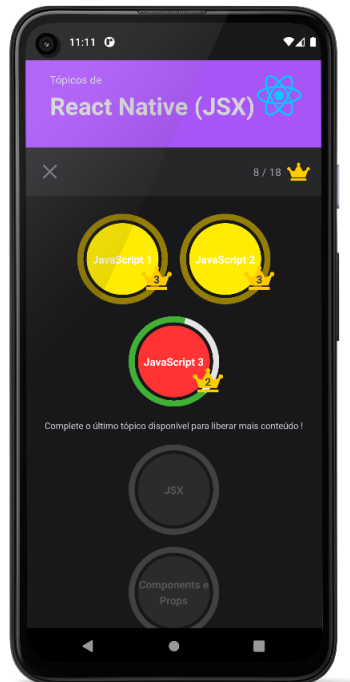 11:11
Tópicos de
React Native (JSX)
8 / 18
JavaScript 1
3
JavaScript 2
3
JavaScript 3
2
Complete o último tópico disponivel para liberar mais conteúdo !
JSX
Components e
Props